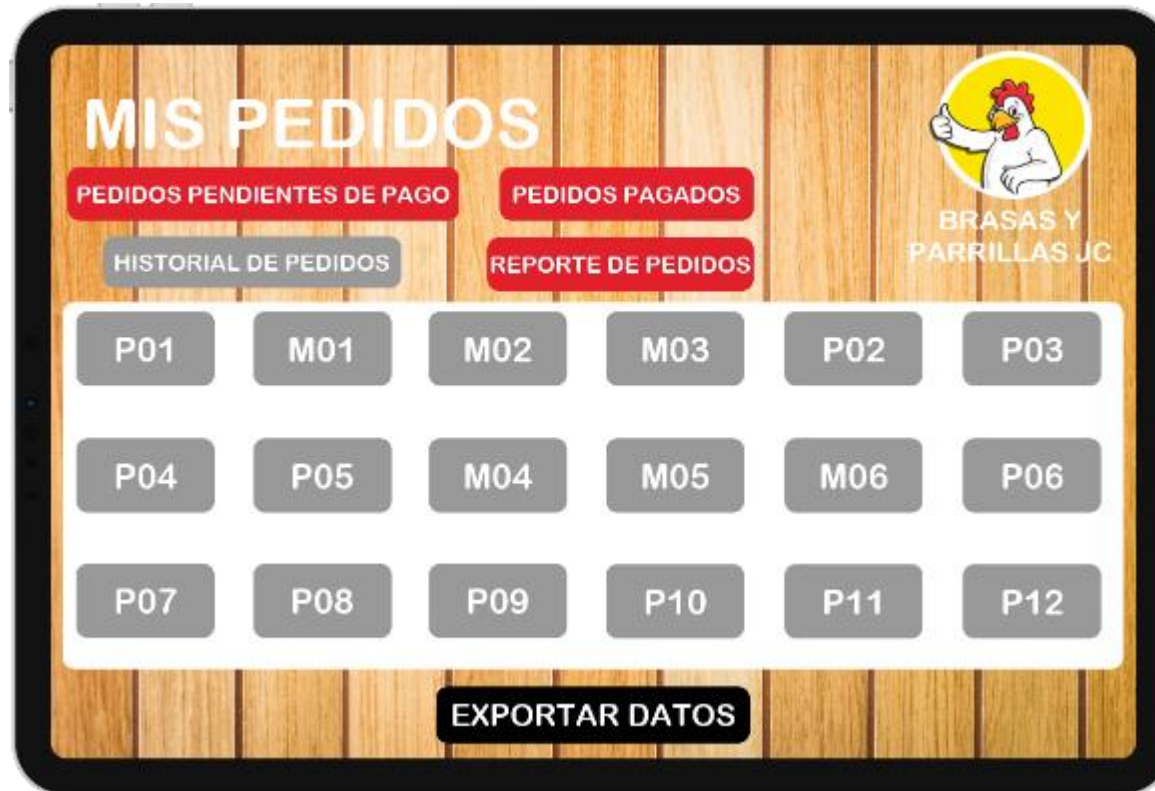 MIS PEDIDOS
PEDIDOS PENDIENTES DE PAGO
PEDIDOS PAGADOS
HISTORIAL DE PEDIDOS
REPORTE DE PEDIDOS
BRASAS Y
PARRILLAS JC
P01 M01 M02 M03 P02 P03
P04 P05 M04 M05 M06 P06
P07 P08 P09 P10 P11 P12
EXPORTAR DATOS